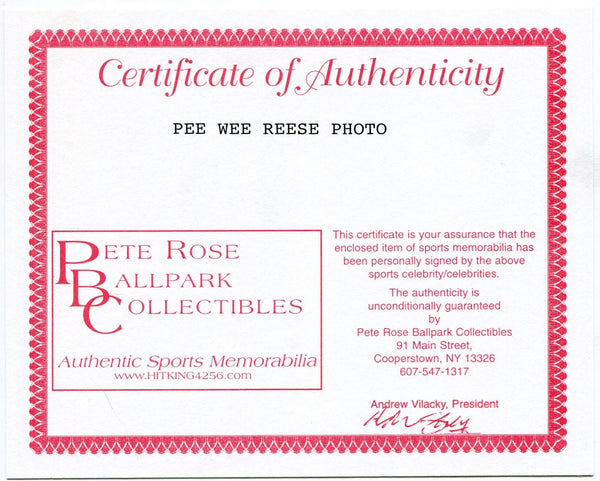 Certificate of Authenticity
PEE WEE REESE PHOTO
PETE ROSE
BALLPARK
COLLECTIBLES
Authentic Sports Memorabilia
WWW.HITKING4256.com
This certificate is your assurance that the
enclosed item of sports memorabilia has
been personally signed by the above
sports celebrity/celebrities.
The authenticity is
unconditionally guaranteed
by
Pete Rose Ballpark Collectibles
91 Main Street,
Cooperstown, NY 13326
607-547-1317
Andrew Vilacky, President